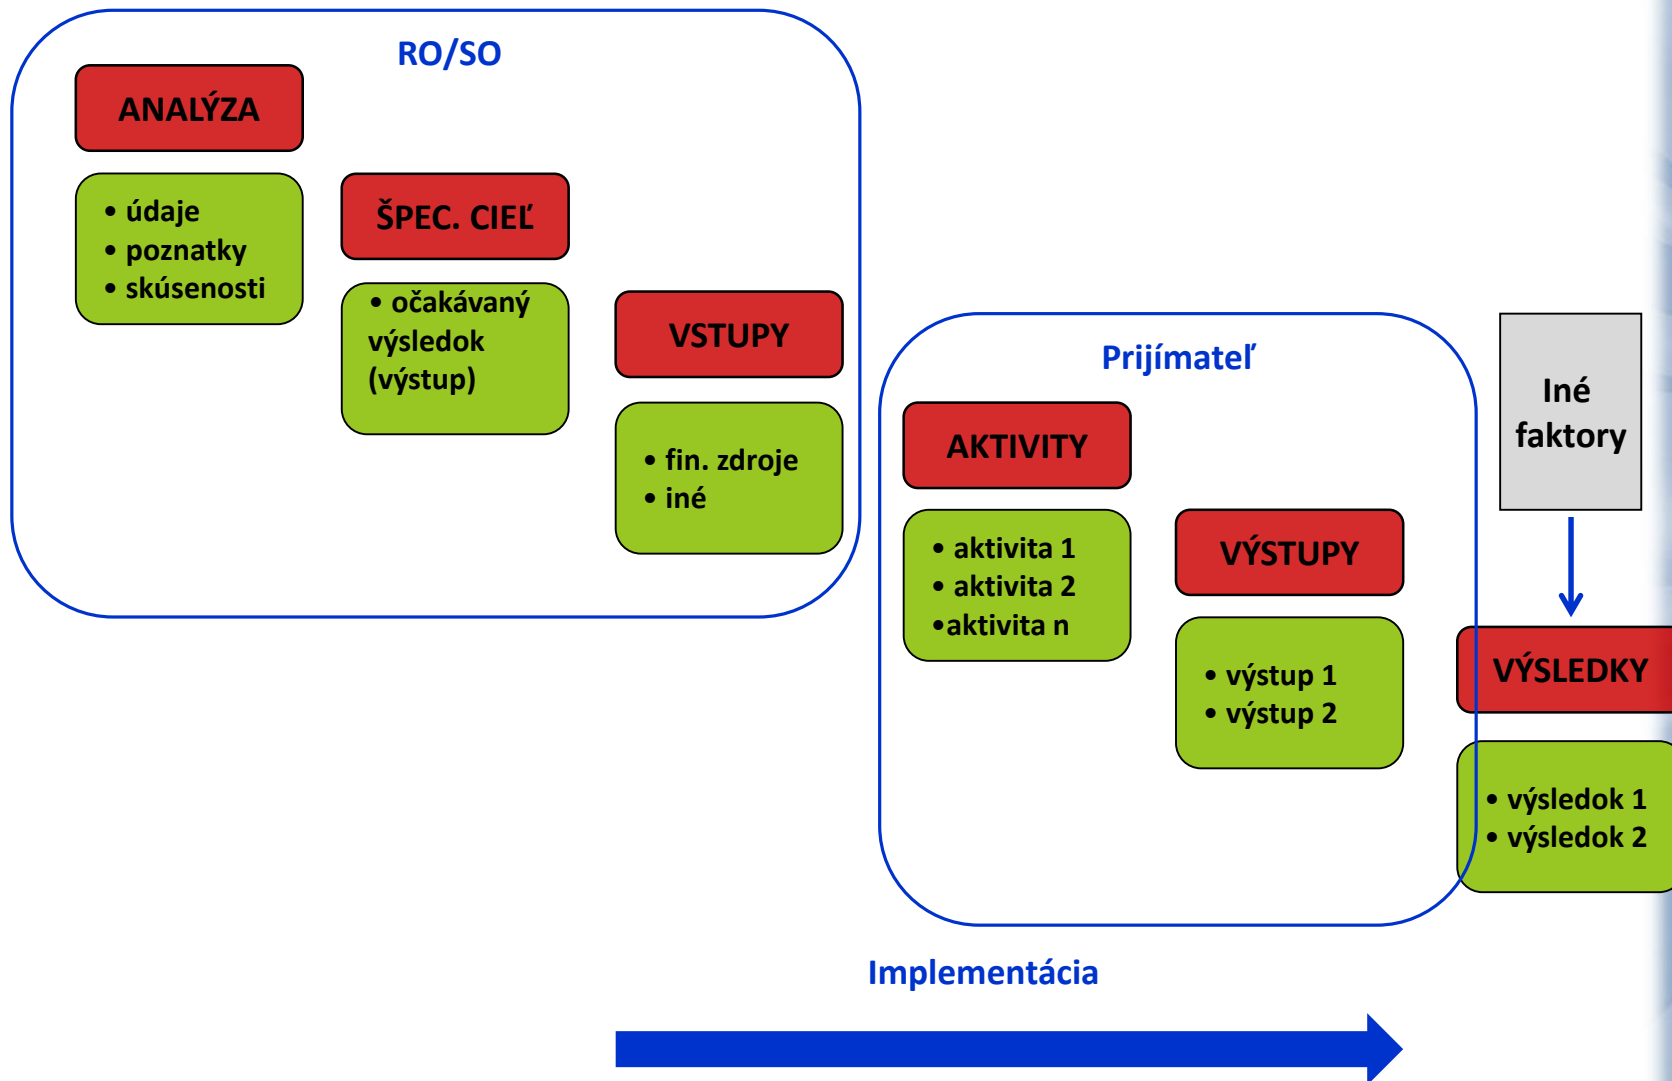 RO/SO
ANALÝZA
• údaje
• poznatky
• skúsenosti
ŠPEC. CIEĽ
• očakávaný
výsledok
(výstup)
VSTUPY
• fin. zdroje
• iné
Prijímateľ
AKTIVITY
• aktivita 1
• aktivita 2
•aktivita n
VÝSTUPY
• výstup 1
• výstup 2
Iné
faktory
VÝSLEDKY
• výsledok 1
• výsledok 2
Implementácia